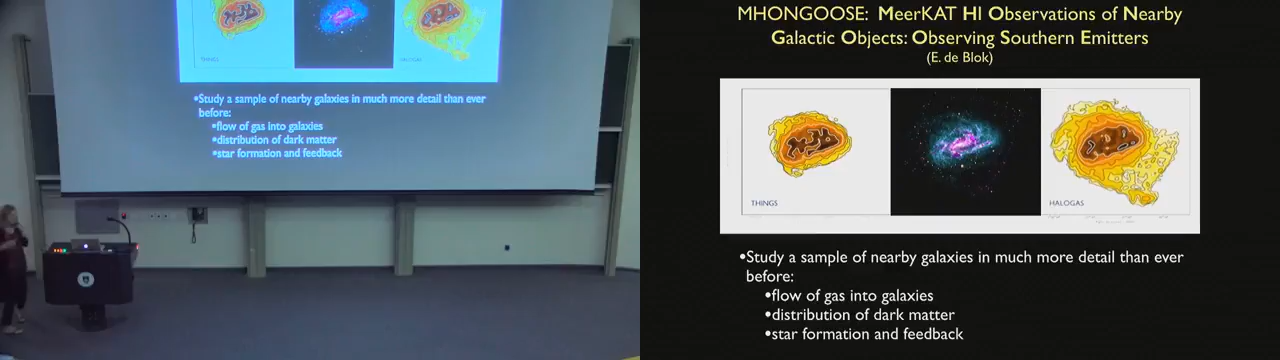 THINGS
HALOGAS
•Study a sample of nearby galaxies in much more detail than ever
before:
•flow of gas into galaxies
•distribution of dark matter
•star formation and feedback
MHONGOOSE: MeerKAT HI Observations of Nearby
Galactic Objects: Observing Southern Emitters
(E. de Blok)
THINGS
HALOGAS
•Study a sample of nearby galaxies in much more detail than ever
before:
•flow of gas into galaxies
•distribution of dark matter
•star formation and feedback